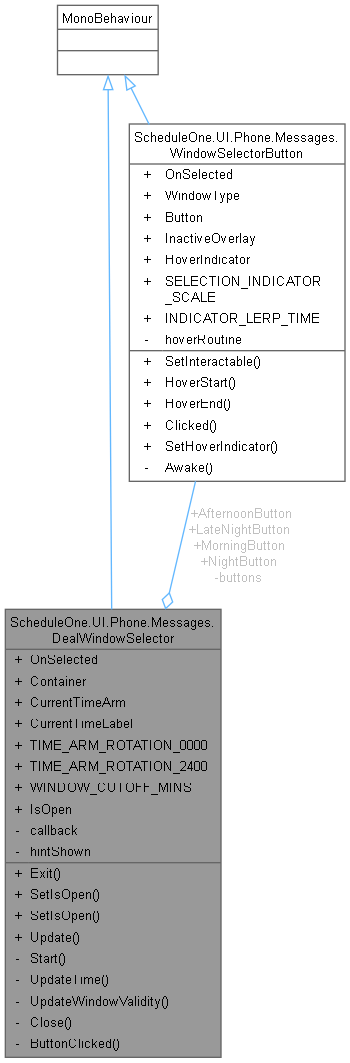 MonoBehaviour
ScheduleOne.UI.Phone.Messages.
WindowSelectorButton
+ OnSelected
+ WindowType
+ Button
+ InactiveOverlay
+ HoverIndicator
+ SELECTION_INDICATOR
_SCALE
+ INDICATOR_LERP_TIME
- hoverRoutine
+ SetInteractable()
+ HoverStart()
+ HoverEnd()
+ Clicked()
+ SetHoverIndicator()
- Awake()
+AfternoonButton
+LateNightButton
+MorningButton
+NightButton
-buttons
ScheduleOne.UI.Phone.Messages.
DealWindowSelector
+ OnSelected
+ Container
+ CurrentTimeArm
+ CurrentTimeLabel
+ TIME_ARM_ROTATION_0000
+ TIME_ARM_ROTATION_2400
+ WINDOW_CUTOFF_MINS
+ IsOpen
- callback
- hintShown
+ Exit()
+ SetIsOpen()
+ SetIsOpen()
+ Update()
- Start()
- UpdateTime()
- UpdateWindowValidity()
- Close()
- ButtonClicked()